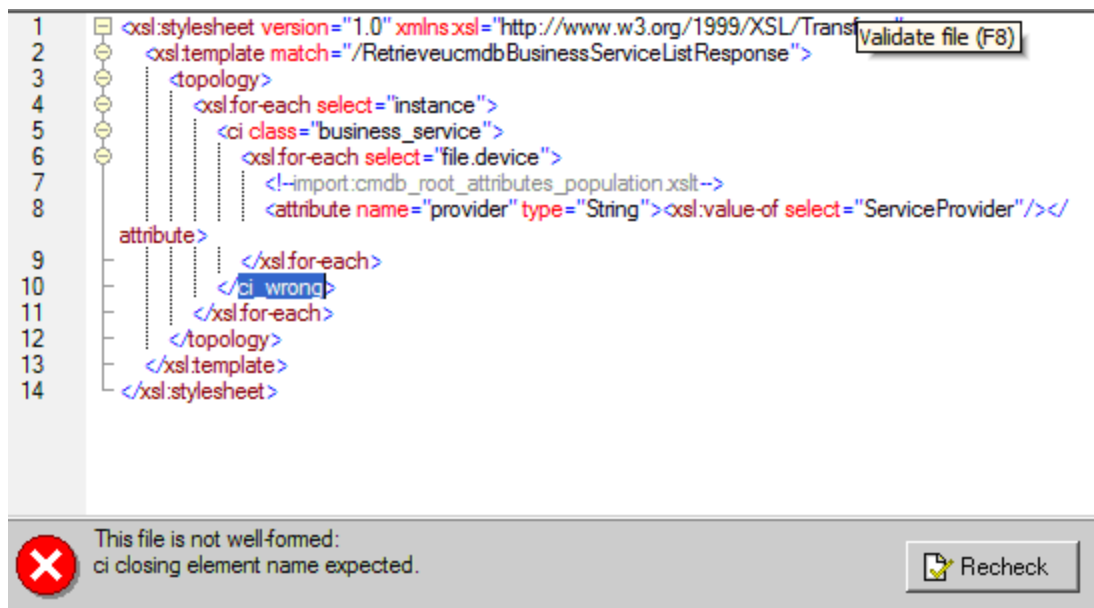 1 <xsl:stylesheet version="1.0" xmlns:xsl="http://www.w3.org/1999/XSL/Transf
Validate file (F8)
2 <xsl:template match="/RetrieveucmdbBusinessServiceListResponse">
3 <topology>
4 <xsl:for-each select="instance">
5 <ci class="business_service">
6 <xsl:for-each select="file.device">
7 <!--import:cmdb_root_attributes_population.xslt-->
8 <attribute name="provider" type="String"><xsl:value-of select="ServiceProvider"/></
attribute>
9 </xsl:for-each>
10 </ci_wrong>
11 </xsl:for-each>
12 </topology>
13 </xsl:template>
14 </xsl:stylesheet>
This file is not well-formed:
ci closing element name expected.
Recheck